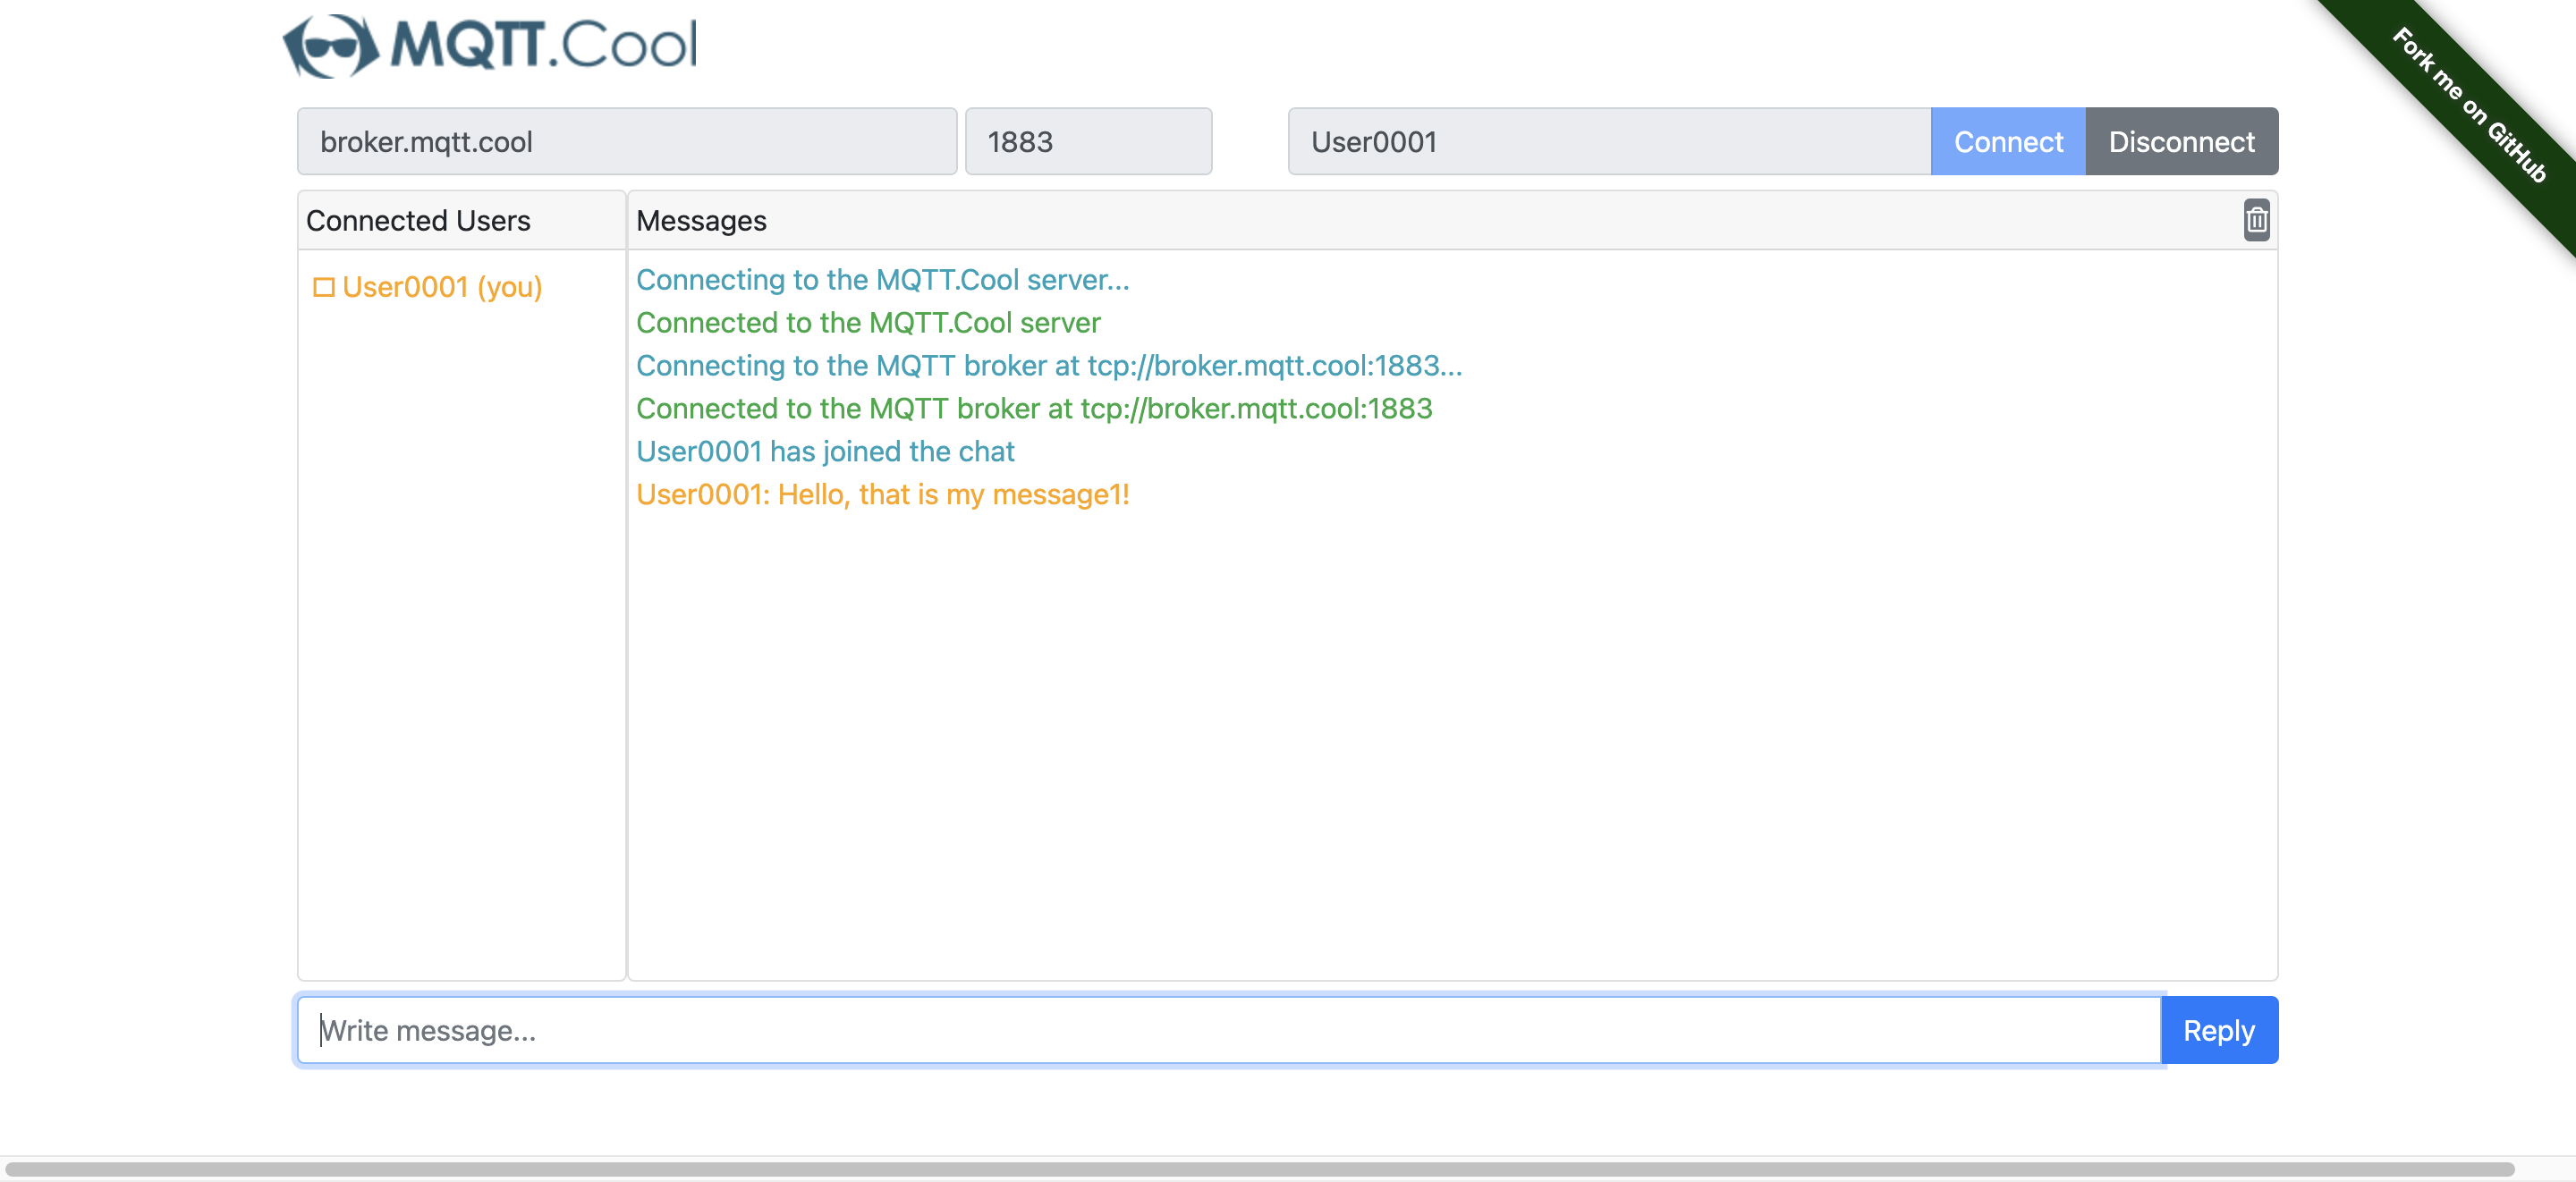 MQTT.Cool
Fork me on GitHub
broker.mqtt.cool 1883 User0001 Connect Disconnect
Connected Users
User0001 (you)
Messages
Connecting to the MQTT.Cool server...
Connected to the MQTT.Cool server
Connecting to the MQTT broker at tcp://broker.mqtt.cool:1883...
Connected to the MQTT broker at tcp://broker.mqtt.cool:1883
User0001 has joined the chat
User0001: Hello, that is my message1!
Write message... Reply